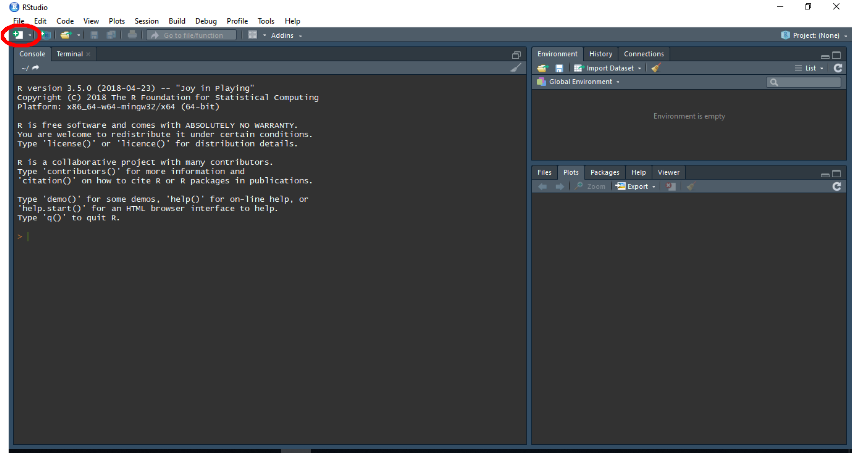 RStudio
File Edit Code View Plots Session Build Debug Profile Tools Help
Go to file/function Addins Project: (None)
Console Terminal
~/
R version 3.5.0 (2018-04-23) -- "Joy in Playing"
Copyright (C) 2018 The R Foundation for Statistical Computing
Platform: x86_64-w64-mingw32/x64 (64-bit)
R is free software and comes with ABSOLUTELY NO WARRANTY.
You are welcome to redistribute it under certain conditions.
Type 'license()' or 'licence()' for distribution details.
R is a collaborative project with many contributors.
Type 'contributors()' for more information and
'citation()' on how to cite R or R packages in publications.
Type 'demo()' for some demos, 'help()' for on-line help, or
'help.start()' for an HTML browser interface to help.
Type 'q()' to quit R.
>
Environment History Connections
Import Dataset List
Global Environment
Environment is empty
Files Plots Packages Help Viewer
Zoom Export